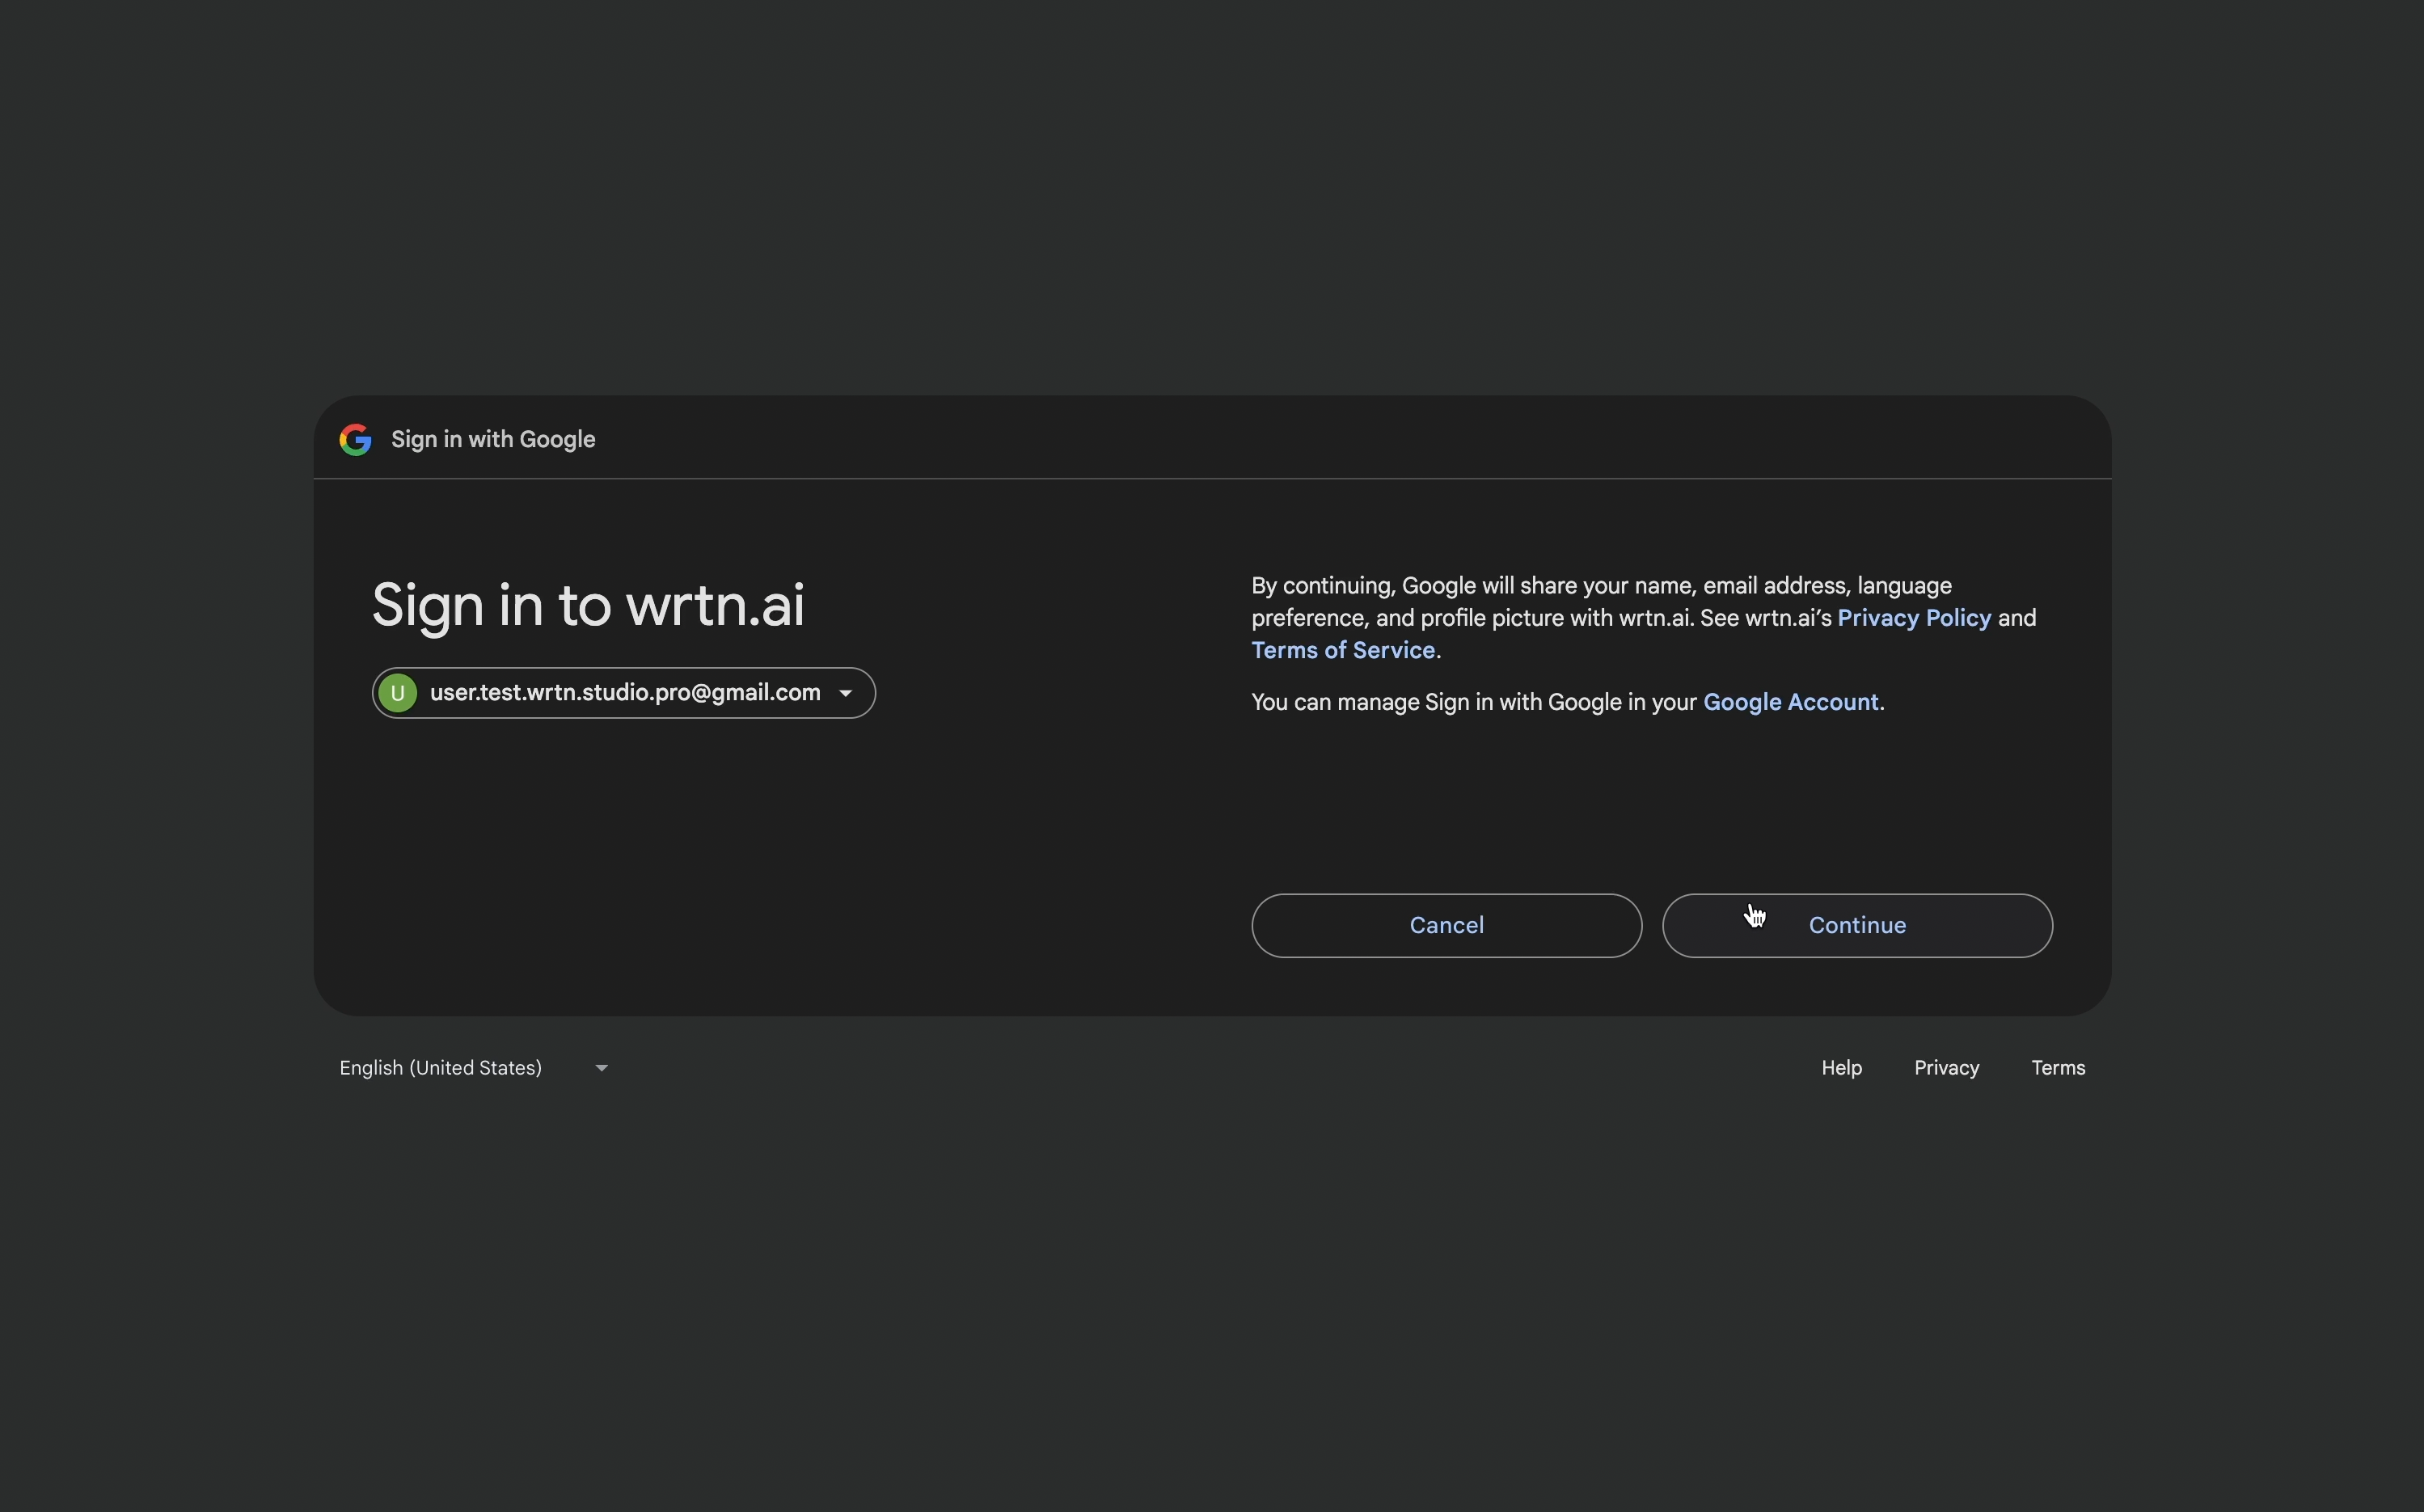 Sign in with Google
Sign in to wrtn.ai
U user.test.wrtn.studio.pro@gmail.com
By continuing, Google will share your name, email address, language
preference, and profile picture with wrtn.ai. See wrtn.ai’s Privacy Policy and
Terms of Service.
You can manage Sign in with Google in your Google Account.
Cancel
Continue
English (United States)
Help
Privacy
Terms